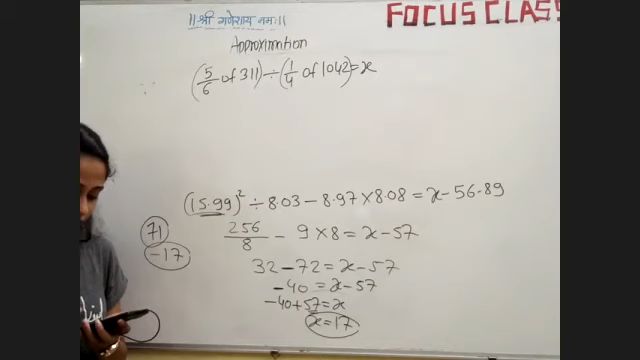 ||श्री गणेशाय नमः||
FOCUS CLASS
Approximation
(5/6 of 311) ÷ (1/4 of 1042) = x
(15.99)² ÷ 8.03 - 8.97 × 8.08 = x - 56.89
256/8 - 9 × 8 = x - 57
71
-17
32 - 72 = x - 57
-40 = x - 57
-40 + 57 = x
x = 17